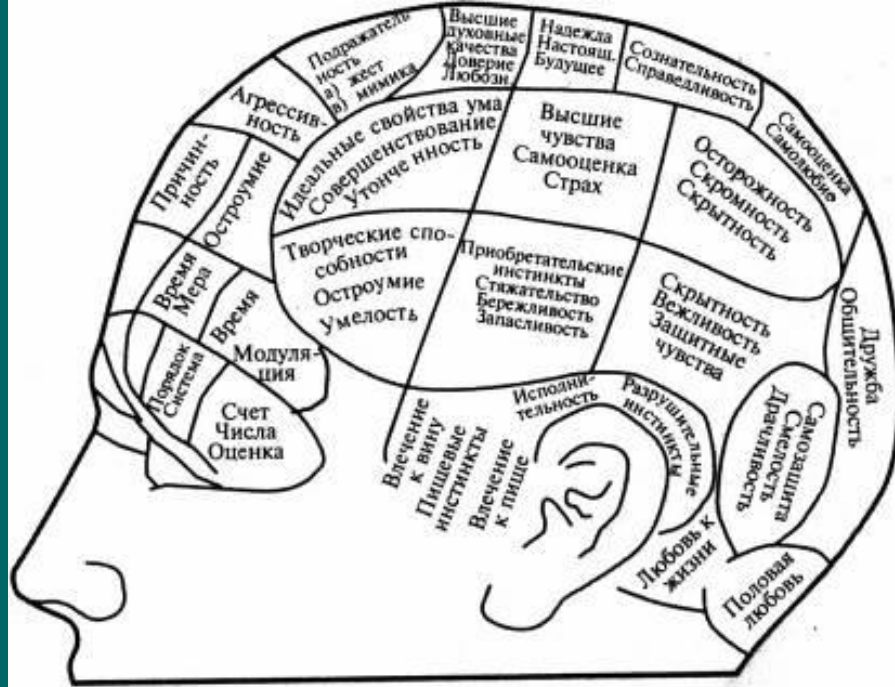 Подражатель
ность
а) жест
в) мимика
Высшие
духовные
качества
Доверие
Любозн.
Надежда
Настоящ.
Будущее
Сознательность
Справедливость
Самооценка
Самолюбие
Агрессив-
ность
Причин-
ность
Остроумие
Идеальные свойства ума
Совершенствование
Утонче нность
Высшие
чувства
Самооценка
Страх
Осторожность
Скромность
Скрытность
Время
Мера
Время
Творческие спо-
собности
Остроумие
Умелость
Приобретательские
инстинкты
Стяжательство
Бережливость
Запасливость
Скрытность
Вежливость
Защитные
чувства
Дружба
Общительность
Порядок
Система
Модуля-
ция
Счет
Числа
Оценка
Влечение
к вину
Пищевые
инстинкты
Влечение
к пище
Исполни-
тельность
Разрушительные
инстинкты
Самозащита
Смелость
Драчливость
Любовь к
жизни
Половая
любовь